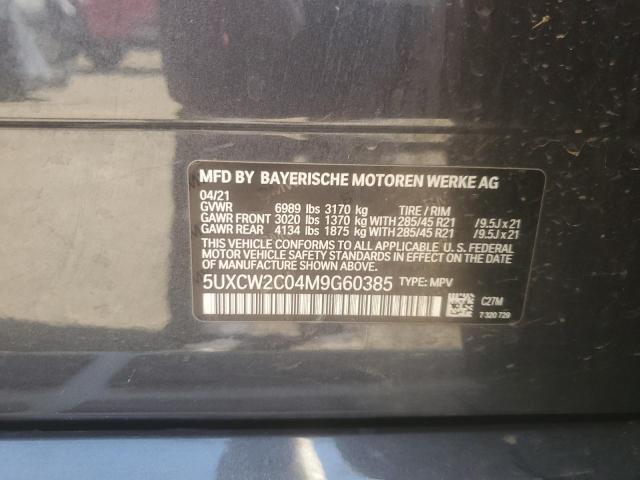 MFD BY BAYERISCHE MOTOREN WERKE AG
04/21
GVWR 6989 lbs 3170 kg TIRE / RIM
GAWR FRONT 3020 lbs 1370 kg WITH 285/45 R21 /9.5J x 21
GAWR REAR 4134 lbs 1875 kg WITH 285/45 R21 /9.5J x 21
THIS VEHICLE CONFORMS TO ALL APPLICABLE U. S. FEDERAL
MOTOR VEHICLE SAFETY STANDARDS IN EFFECT ON THE DATE
OF MANUFACTURE SHOWN ABOVE.
5UXCW2C04M9G60385 TYPE: MPV
C27M
7 320 729